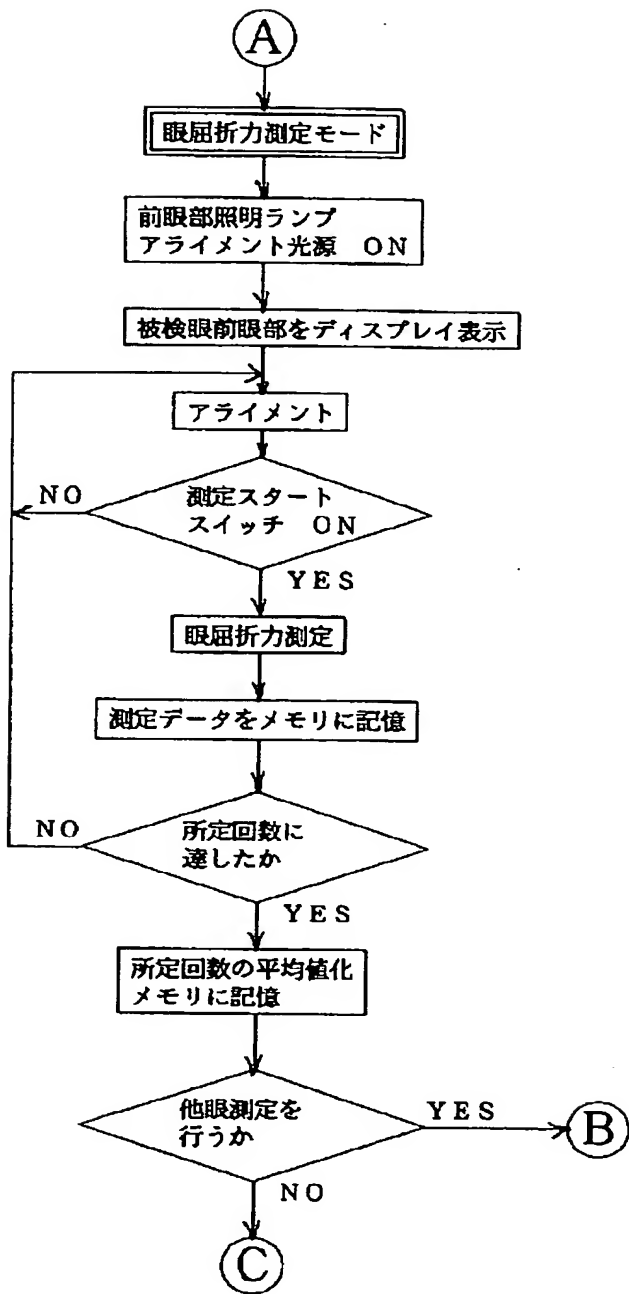 A
眼屈折力測定モード
前眼部照明ランプ
アライメント光源 ON
被検眼前眼部をディスプレイ表示
アライメント
NO
測定スタート
スイッチ ON
YES
眼屈折力測定
測定データをメモリに記憶
NO
所定回数に
達したか
YES
所定回数の平均値化
メモリに記憶
他眼測定を
行うか
YES
B
NO
C